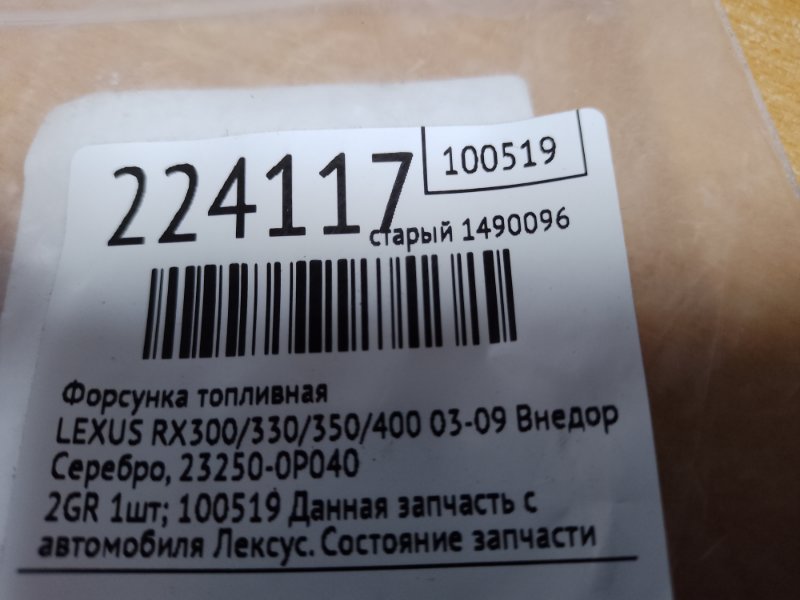 224117
100519
старый 1490096
Форсунка топливная
LEXUS RX300/330/350/400 03-09 Внедор
Серебро, 23250-0P040
2GR 1шт; 100519 Данная запчасть с
автомобиля Лексус. Состояние запчасти